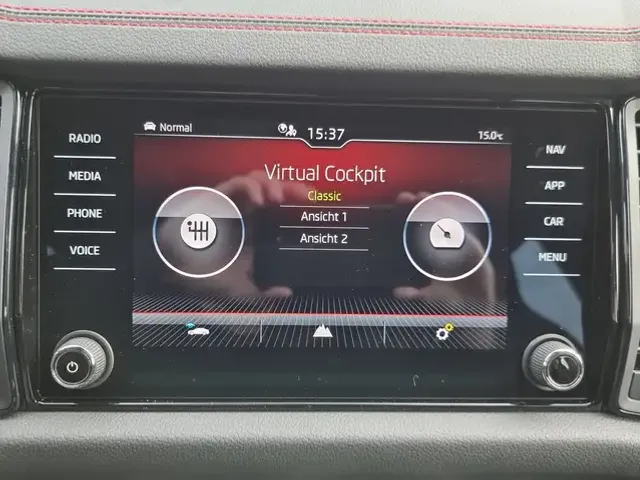 Normal
15:37
15.0°C
RADIO
MEDIA
PHONE
VOICE
Virtual Cockpit
Classic
Ansicht 1
Ansicht 2
NAV
APP
CAR
MENU